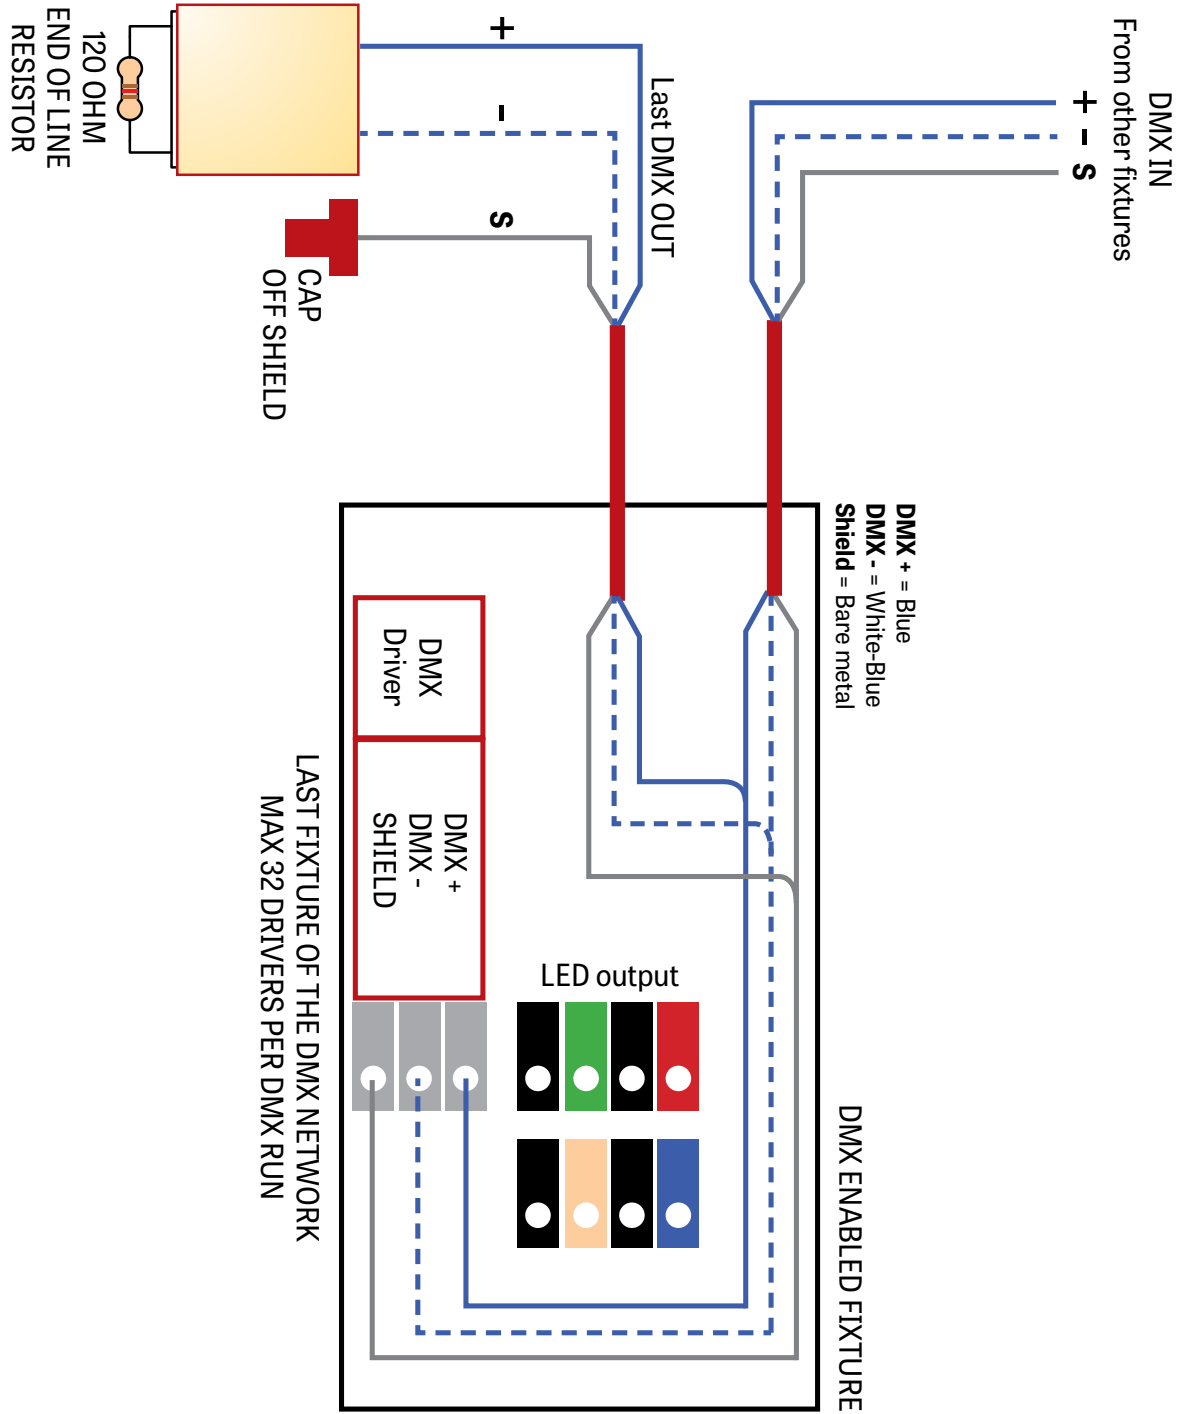 DMX IN
From other fixtures
+
-
S
Last DMX OUT
+
-
S
120 OHM
END OF LINE
RESISTOR
CAP
OFF SHIELD
DMX + = Blue
DMX - = White-Blue
Shield = Bare metal
DMX ENABLED FIXTURE
LED output
DMX
Driver
DMX +
DMX -
SHIELD
LAST FIXTURE OF THE DMX NETWORK
MAX 32 DRIVERS PER DMX RUN